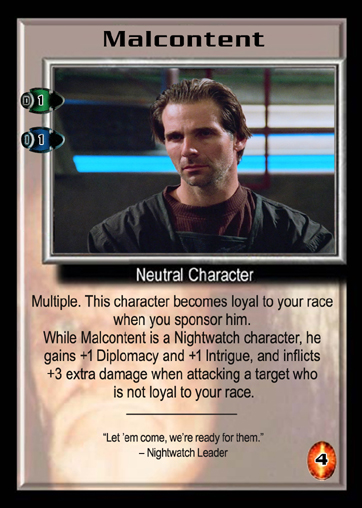 Malcontent
D 1
D 1
Neutral Character
Multiple. This character becomes loyal to your race
when you sponsor him.
While Malcontent is a Nightwatch character, he
gains +1 Diplomacy and +1 Intrigue, and inflicts
+3 extra damage when attacking a target who
is not loyal to your race.
“Let ’em come, we’re ready for them.”
– Nightwatch Leader
4